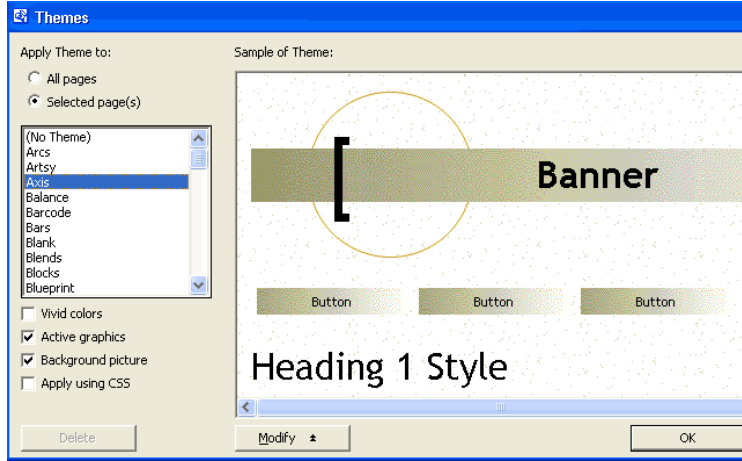 Themes
Apply Theme to:
All pages
Selected page(s)
(No Theme)
Arcs
Artsy
Axis
Balance
Barcode
Bars
Blank
Blends
Blocks
Blueprint
Vivid colors
Active graphics
Background picture
Apply using CSS
Delete
Sample of Theme:
[ Banner
Button Button Button
Heading 1 Style
Modify
OK